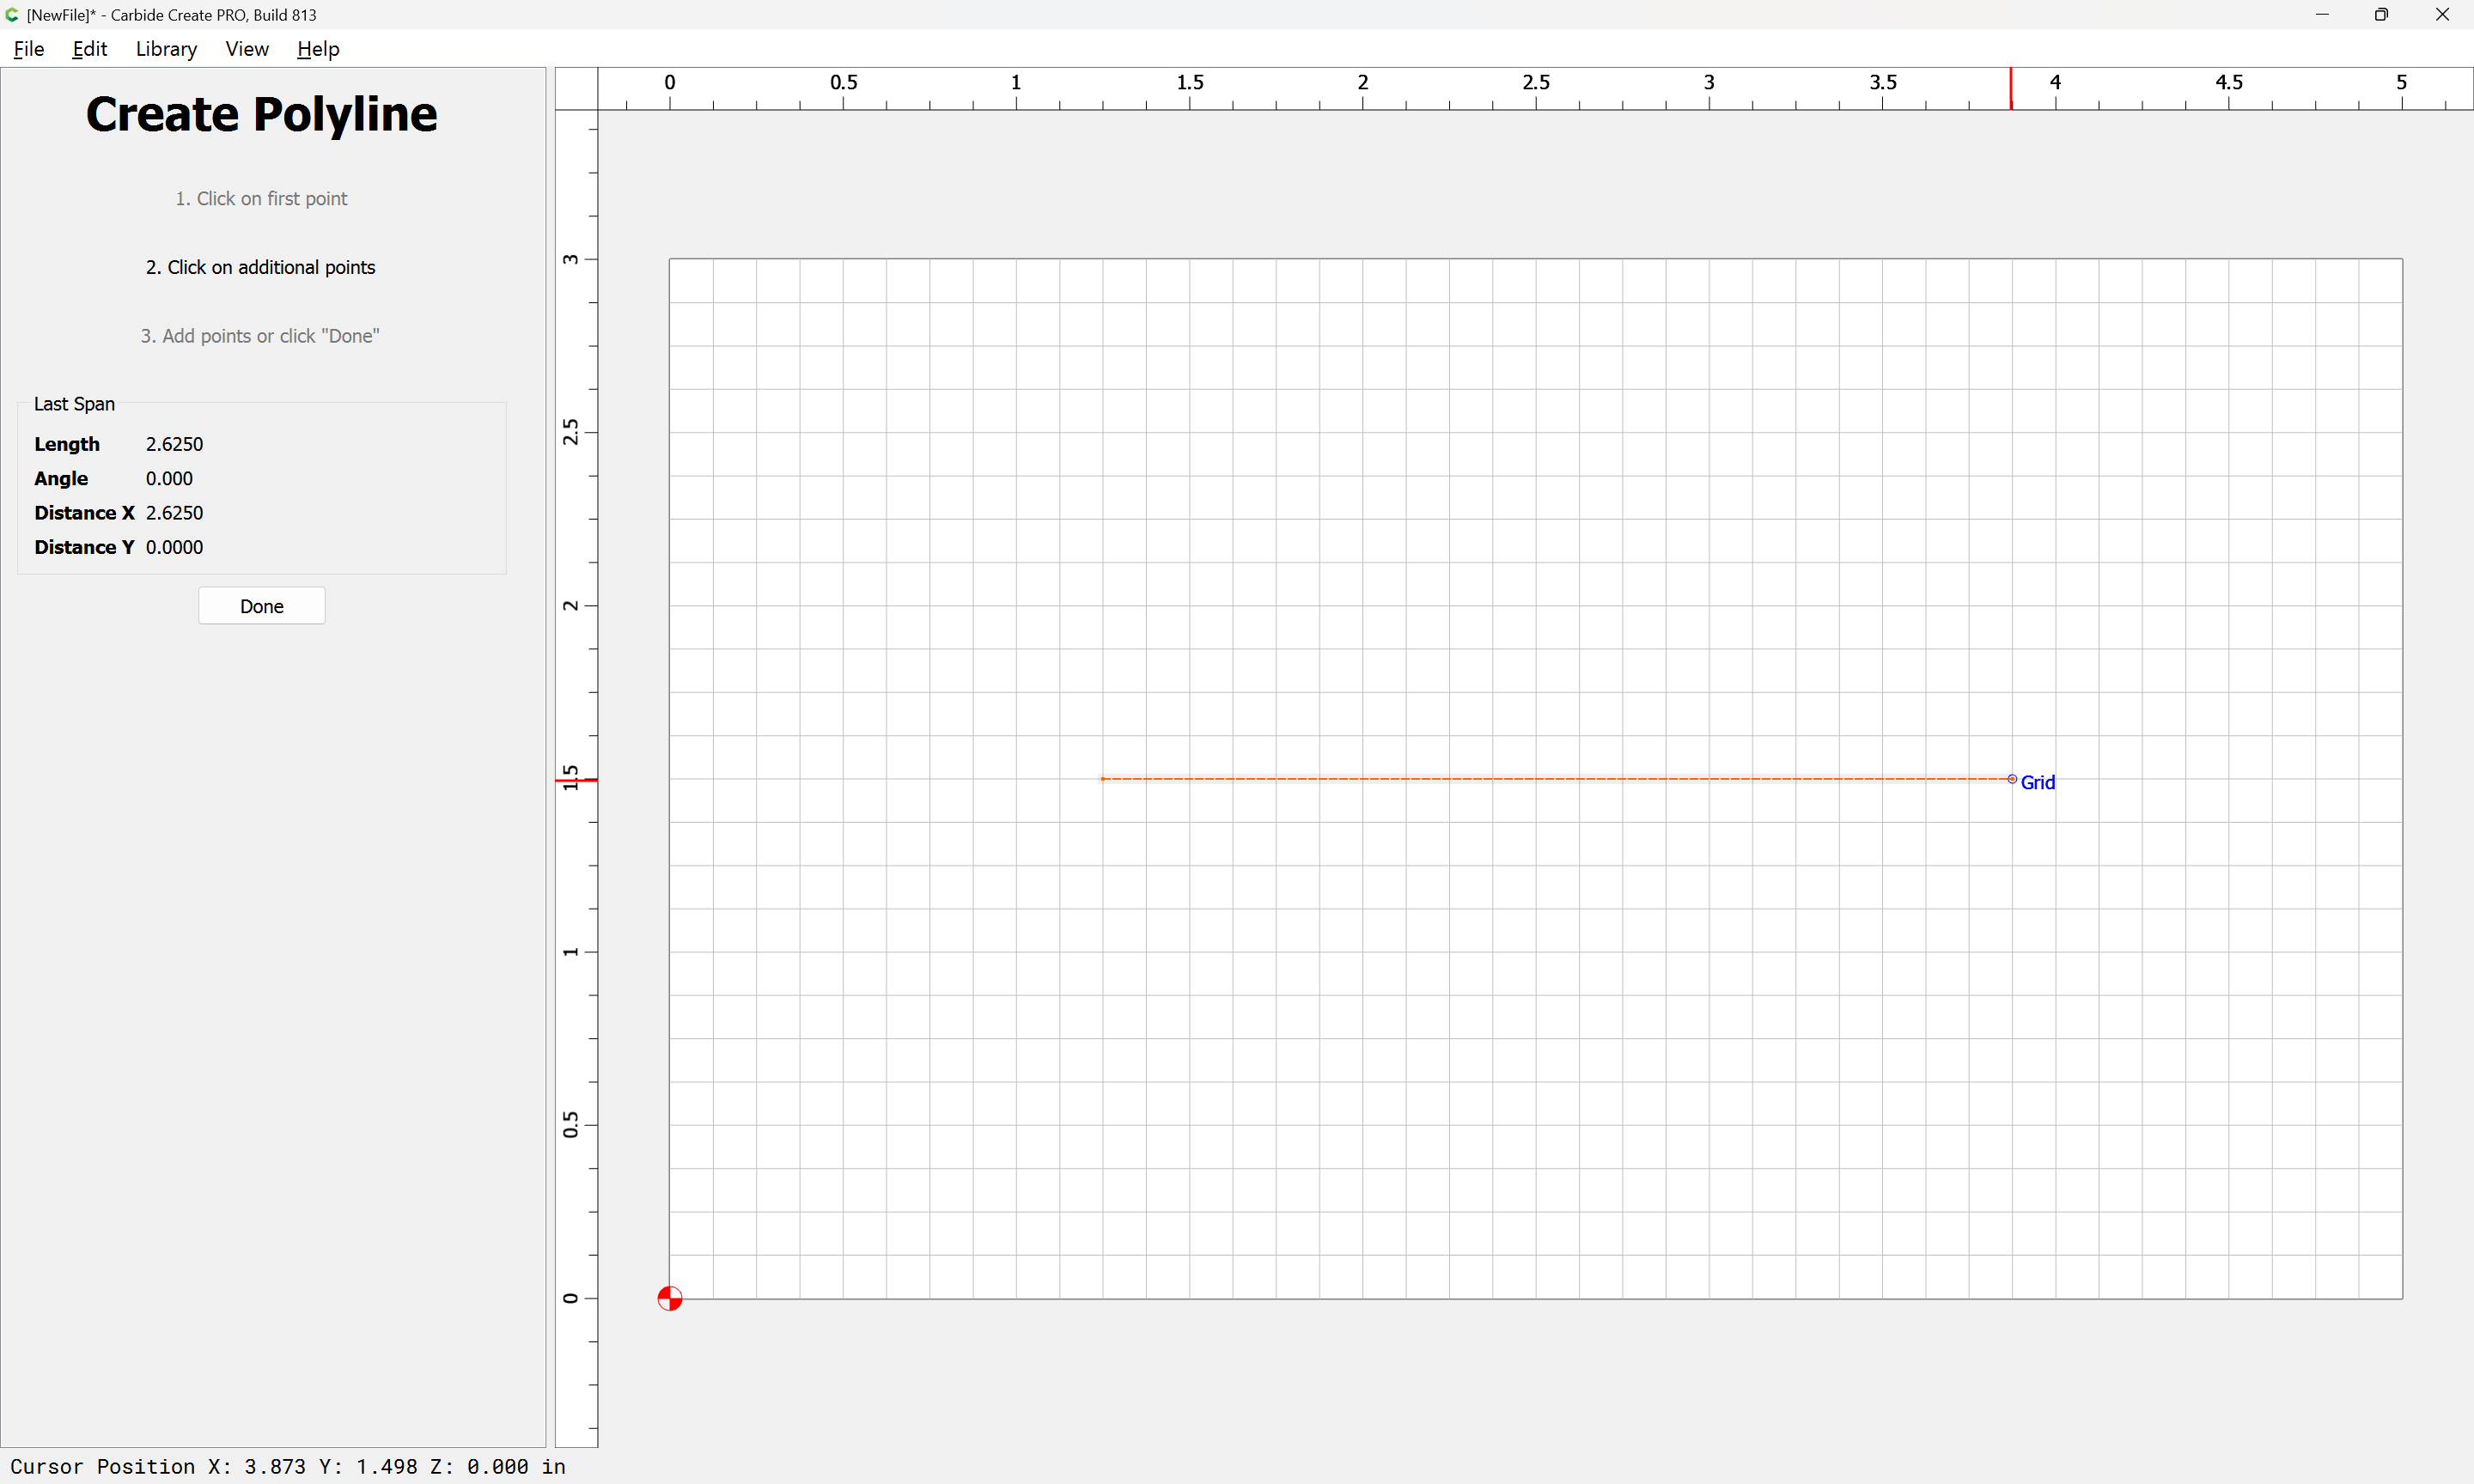 [NewFile]* - Carbide Create PRO, Build 813
File Edit Library View Help
Create Polyline
1. Click on first point
2. Click on additional points
3. Add points or click "Done"
Last Span
Length 2.6250
Angle 0.000
Distance X 2.6250
Distance Y 0.0000
Done
0 0.5 1 1.5 2 2.5 3 3.5 4 4.5 5
3
2.5
2
1.5
1
0.5
0
Grid
Cursor Position X: 3.873 Y: 1.498 Z: 0.000 in